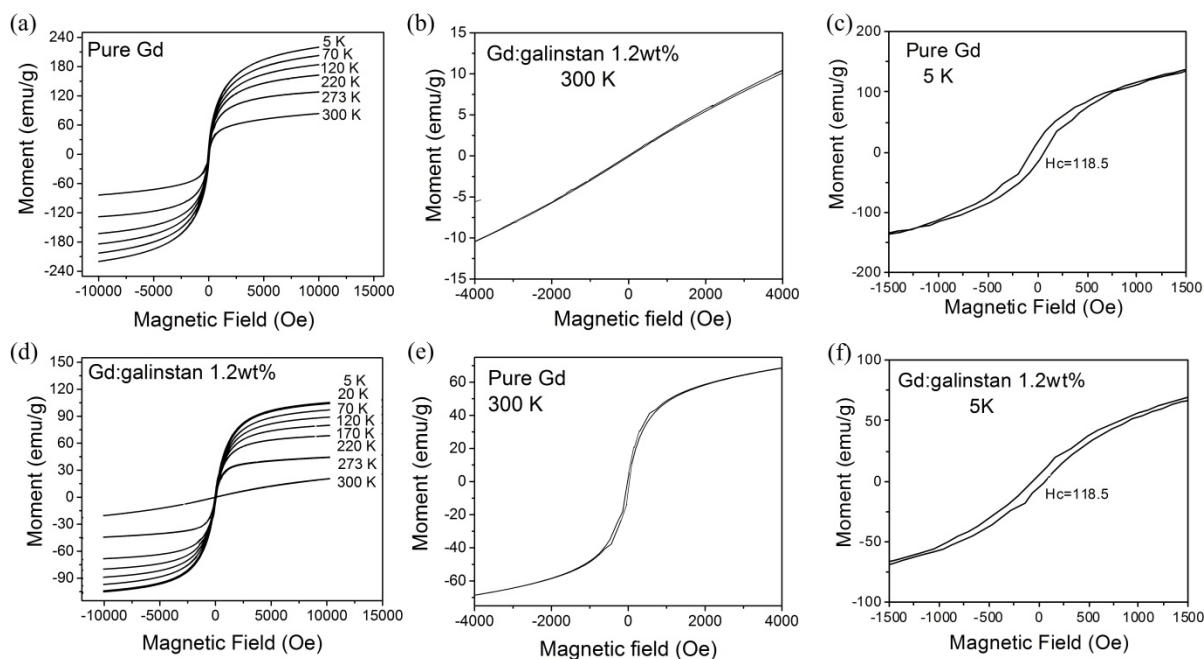 (a)
Pure Gd
5 K
70 K
120 K
220 K
273 K
300 K
240
180
120
60
0
-60
-120
-180
-240
Moment (emu/g)
-10000 -5000 0 5000 10000 15000
Magnetic Field (Oe)
(b)
Gd:galinstan 1.2wt%
300 K
15
10
5
0
-5
-10
15
Moment (emu/g)
-4000 -2000 0 2000 4000
Magnetic field (Oe)
(c)
Pure Gd
5 K
Hc=118.5
200
100
0
-100
-200
Moment (emu/g)
-1500 -1000 -500 0 500 1000 1500
Magnetic Field (Oe)
(d)
Gd:galinstan 1.2wt%
5 K
20 K
70 K
120 K
170 K
220 K
273 K
300 K
150
120
90
60
30
0
-30
-60
-90
Moment (emu/g)
-10000 -5000 0 5000 10000 15000
Magnetic Field (Oe)
(e)
Pure Gd
300 K
60
40
20
0
-20
-40
-60
Moment (emu/g)
-4000 -2000 0 2000 4000
Magnetic field (Oe)
(f)
Gd:galinstan 1.2wt%
5K
Hc=118.5
100
50
0
-50
-100
Moment (emu/g)
-1500 -1000 -500 0 500 1000 1500
Magnetic Field (Oe)